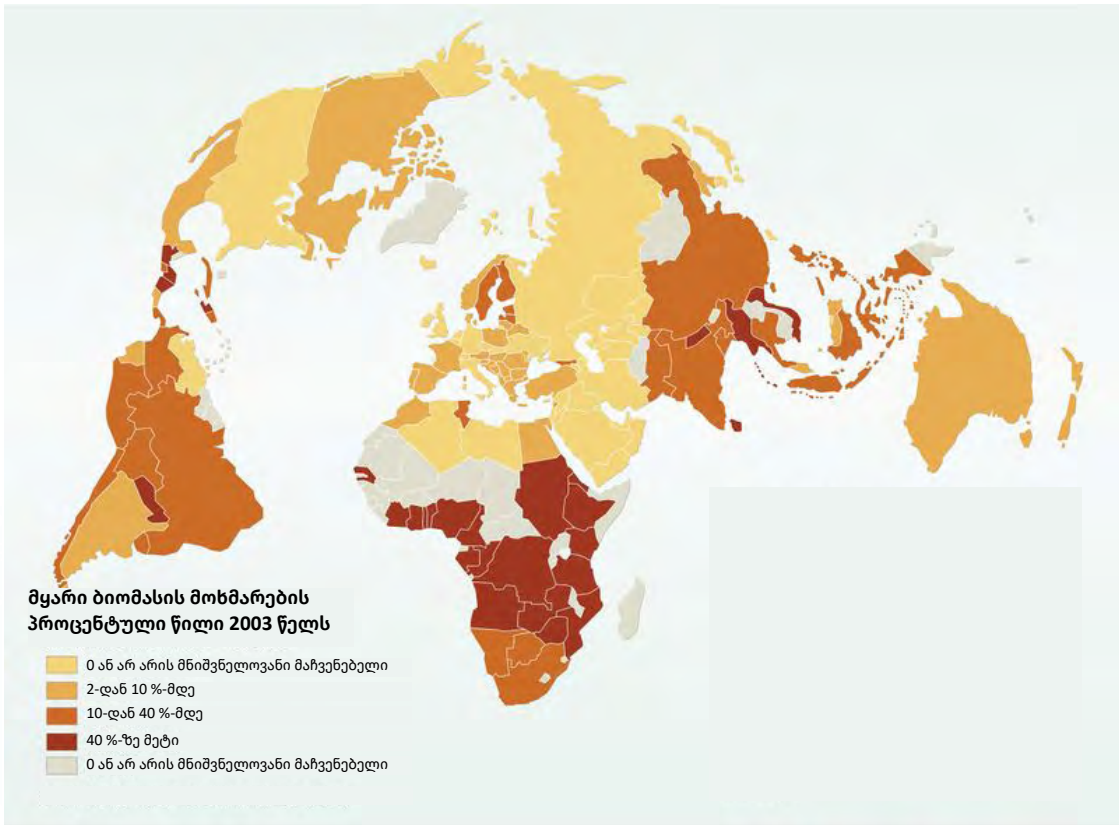 მყარი ბიომასის მოხმარების
პროცენტული წილი 2003 წელს
0 ან არ არის მნიშვნელოვანი მაჩვენებელი
2-დან 10 %-მდე
10-დან 40 %-მდე
40 %-ზე მეტი
0 ან არ არის მნიშვნელოვანი მაჩვენებელი